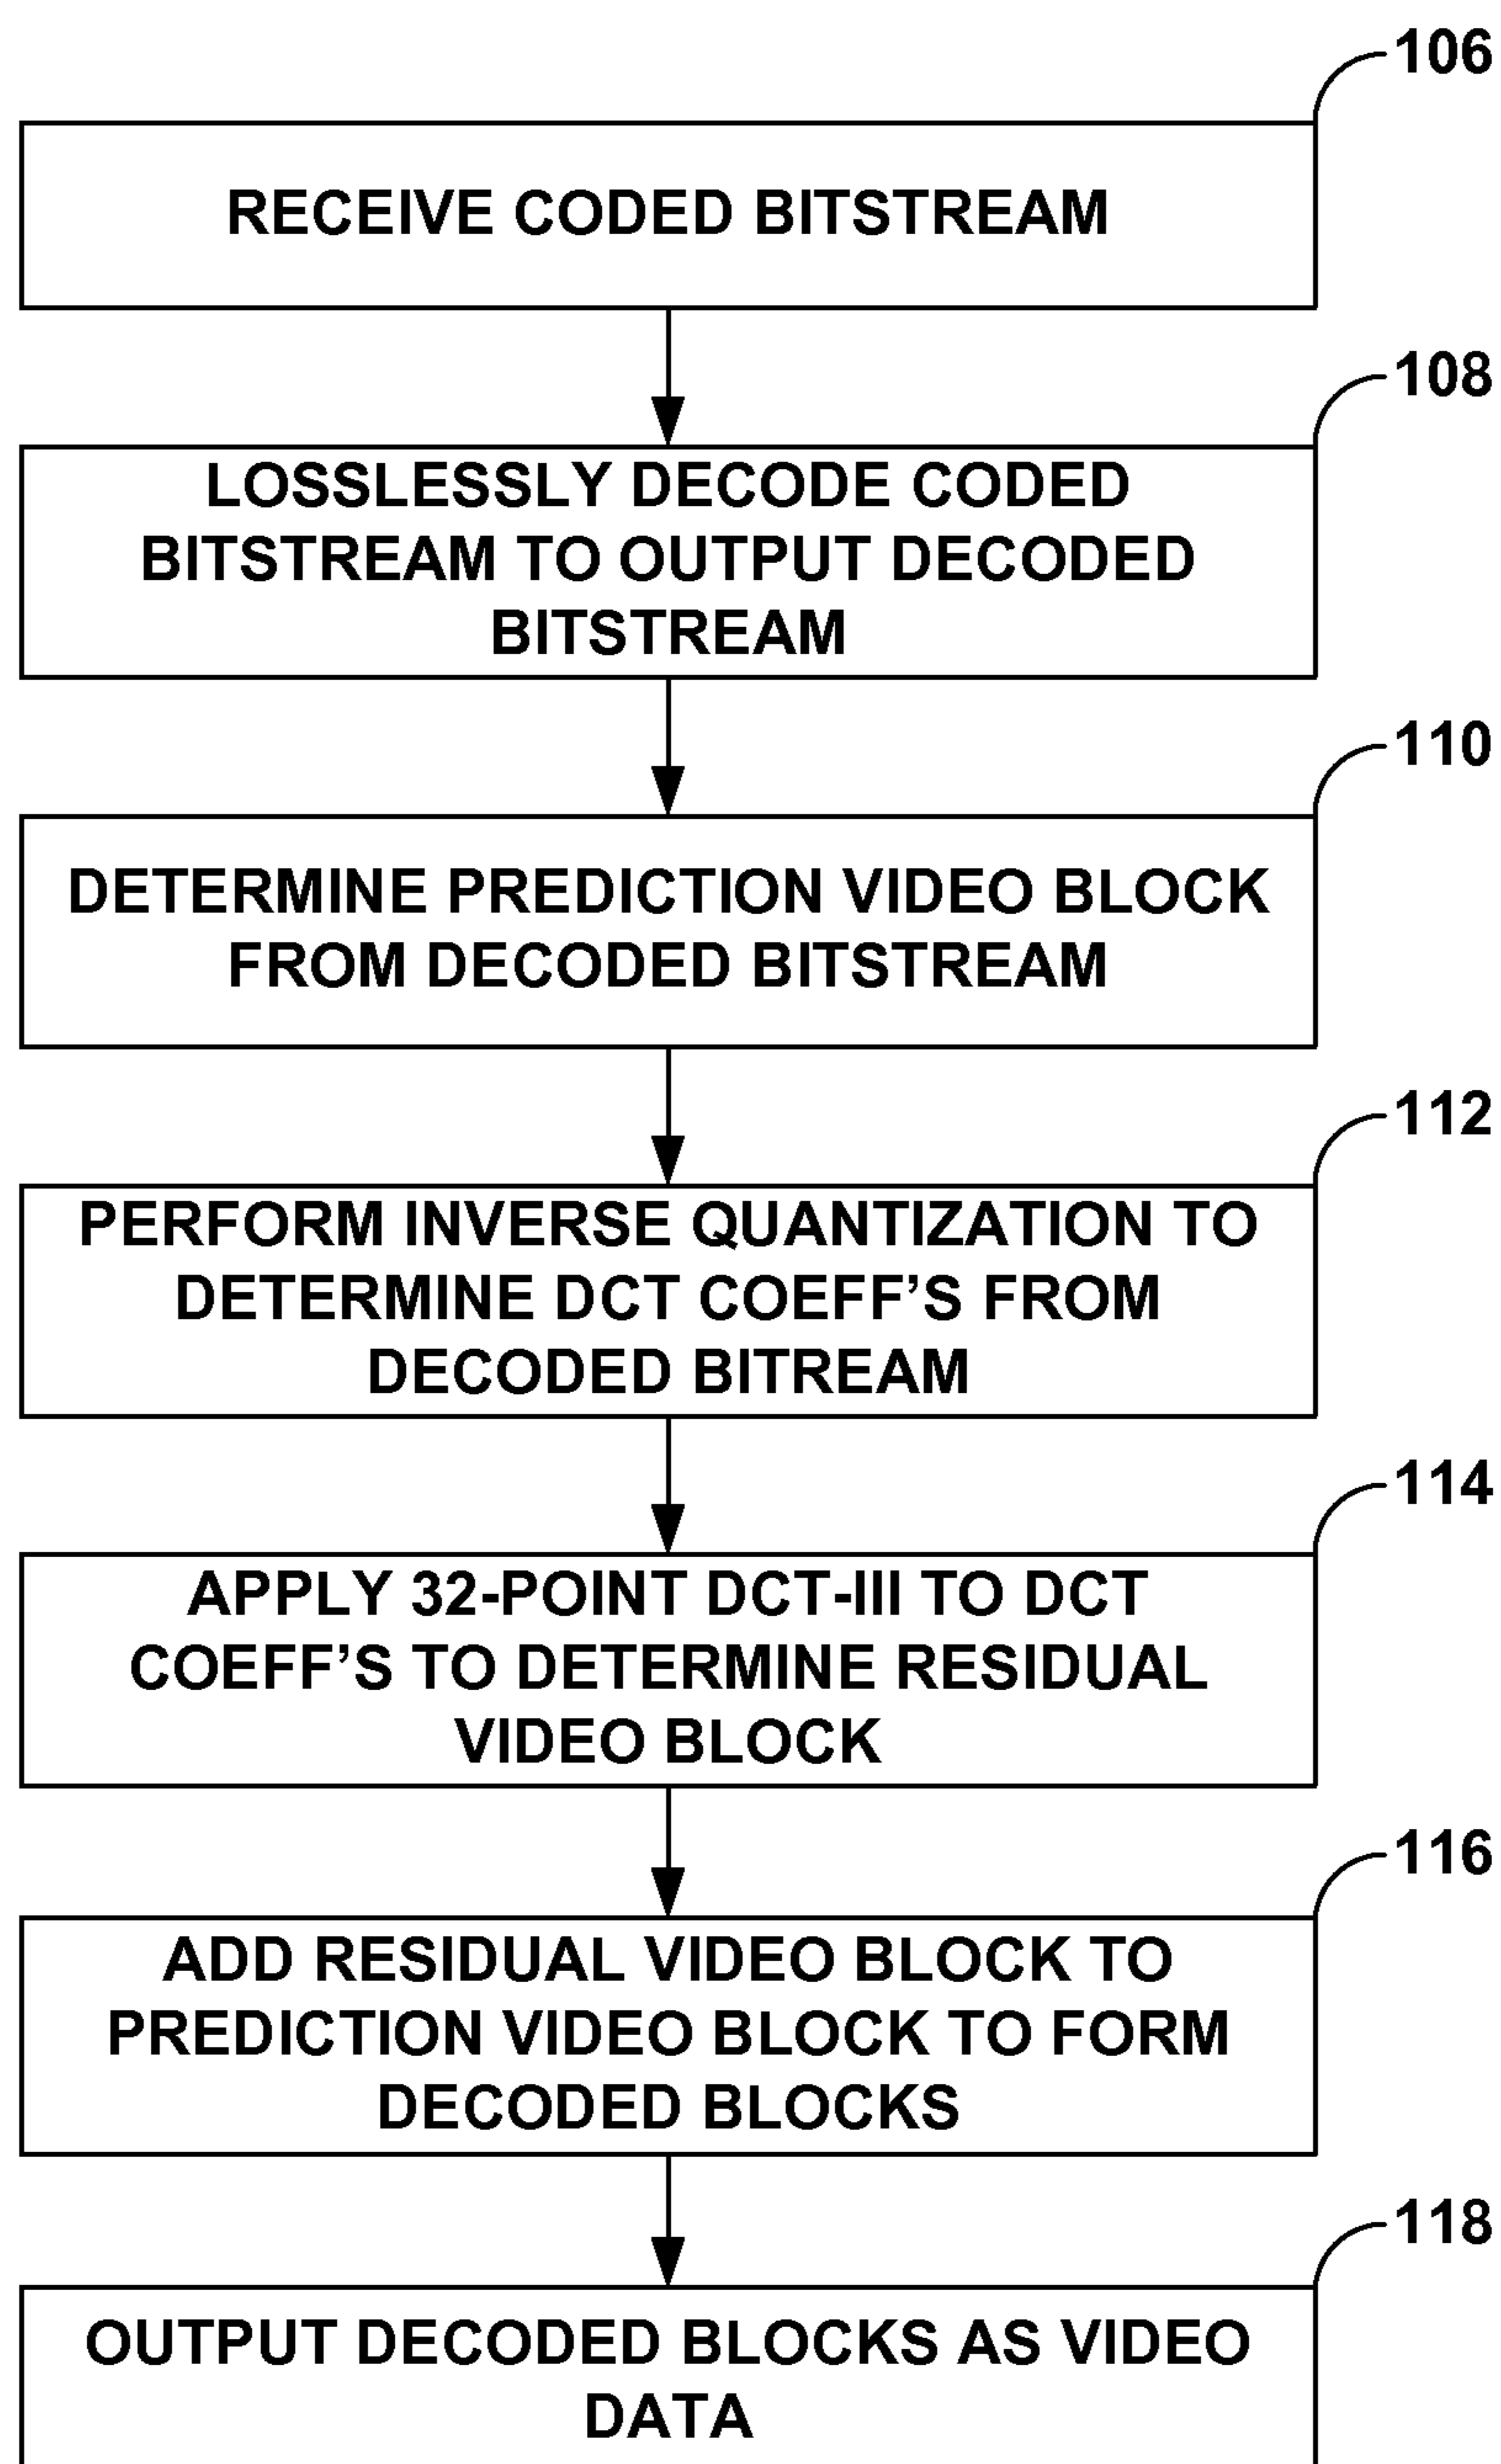 106
RECEIVE CODED BITSTREAM
108
LOSSLESSLY DECODE CODED
BITSTREAM TO OUTPUT DECODED
BITSTREAM
110
DETERMINE PREDICTION VIDEO BLOCK
FROM DECODED BITSTREAM
112
PERFORM INVERSE QUANTIZATION TO
DETERMINE DCT COEFF'S FROM
DECODED BITREAM
114
APPLY 32-POINT DCT-III TO DCT
COEFF'S TO DETERMINE RESIDUAL
VIDEO BLOCK
116
ADD RESIDUAL VIDEO BLOCK TO
PREDICTION VIDEO BLOCK TO FORM
DECODED BLOCKS
118
OUTPUT DECODED BLOCKS AS VIDEO
DATA